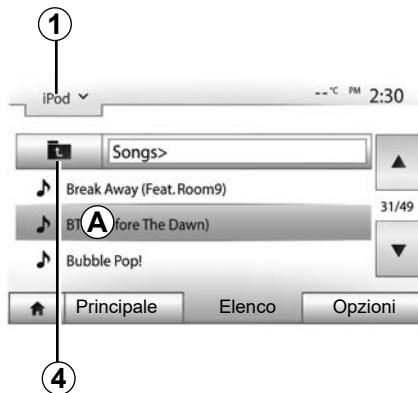 1
iPod
--°C PM 2:30
Songs>
Break Away (Feat. Room9)
31/49
A
fore The Dawn)
Bubble Pop!
Principale Elenco Opzioni
4